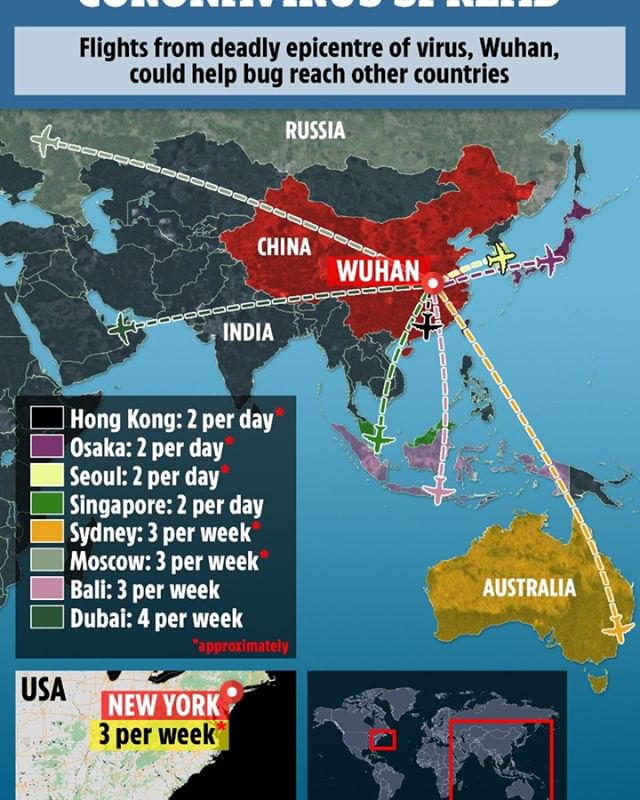 CORONAVIRUS SPREAD
Flights from deadly epicentre of virus, Wuhan,
could help bug reach other countries
RUSSIA
CHINA
WUHAN
INDIA
Hong Kong: 2 per day*
Osaka: 2 per day*
Seoul: 2 per day*
Singapore: 2 per day
Sydney: 3 per week*
Moscow: 3 per week*
Bali: 3 per week
Dubai: 4 per week
*approximately
AUSTRALIA
USA
NEW YORK
3 per week*